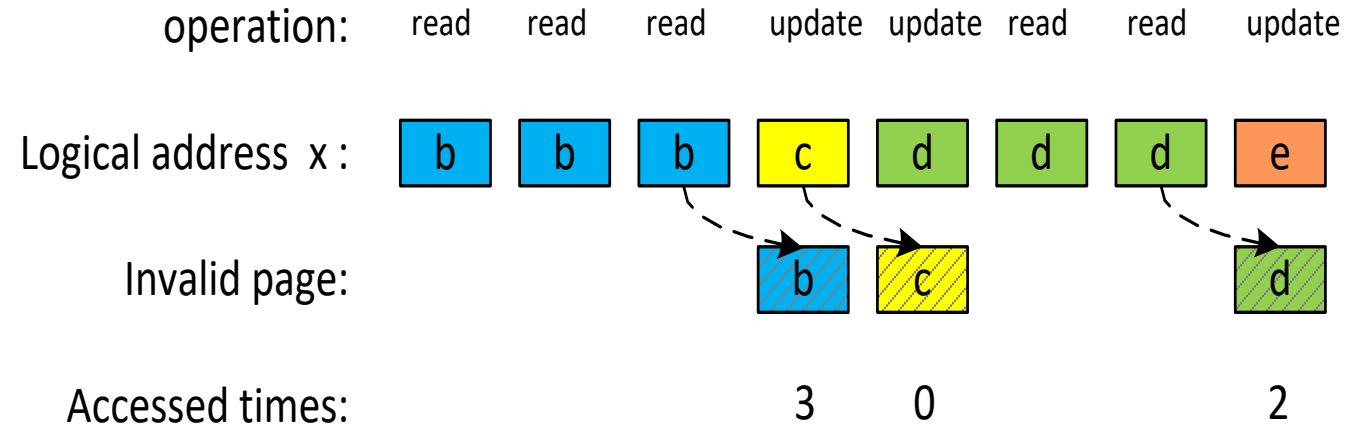 operation: read read read update update read read update
Logical address x : b b b c d d d e
Invalid page: b c d
Accessed times: 3 0 2